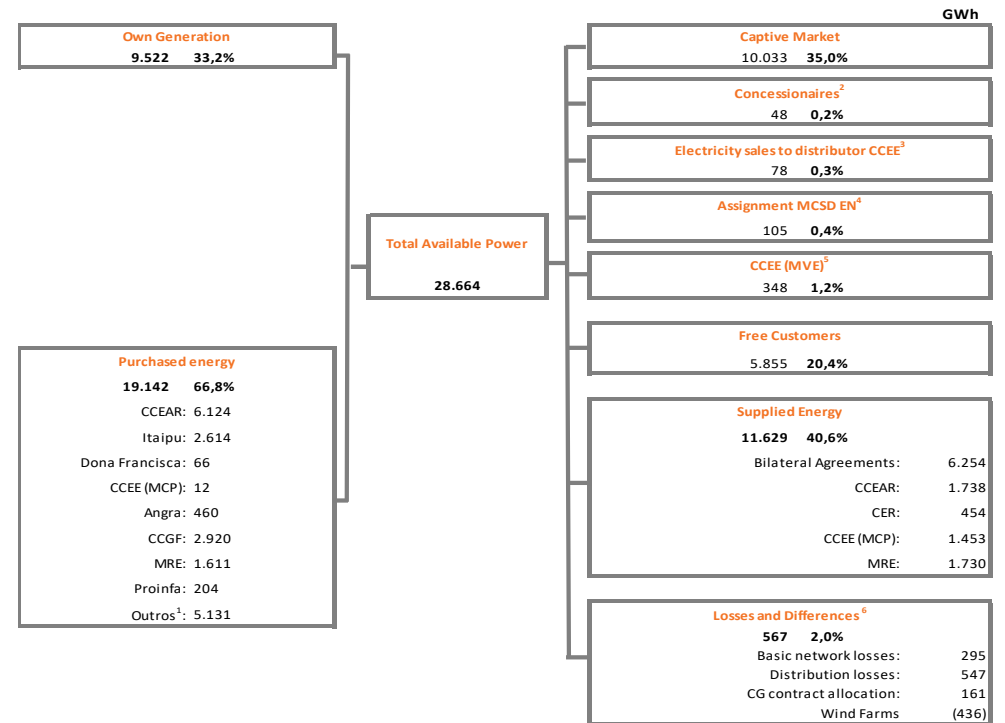 GWh
Own Generation
9.522 33,2%
Purchased energy
19.142 66,8%
CCEAR: 6.124
Itaipu: 2.614
Dona Francisca: 66
CCEE (MCP): 12
Angra: 460
CCGF: 2.920
MRE: 1.611
Proinfa: 204
Outros¹: 5.131
Total Available Power
28.664
Captive Market
10.033 35,0%
Concessionaires²
48 0,2%
Electricity sales to distributor CCEE³
78 0,3%
Assignment MCSD EN⁴
105 0,4%
CCEE (MVE)⁵
348 1,2%
Free Customers
5.855 20,4%
Supplied Energy
11.629 40,6%
Bilateral Agreements: 6.254
CCEAR: 1.738
CER: 454
CCEE (MCP): 1.453
MRE: 1.730
Losses and Differences ⁶
567 2,0%
Basic network losses: 295
Distribution losses: 547
CG contract allocation: 161
Wind Farms (436)